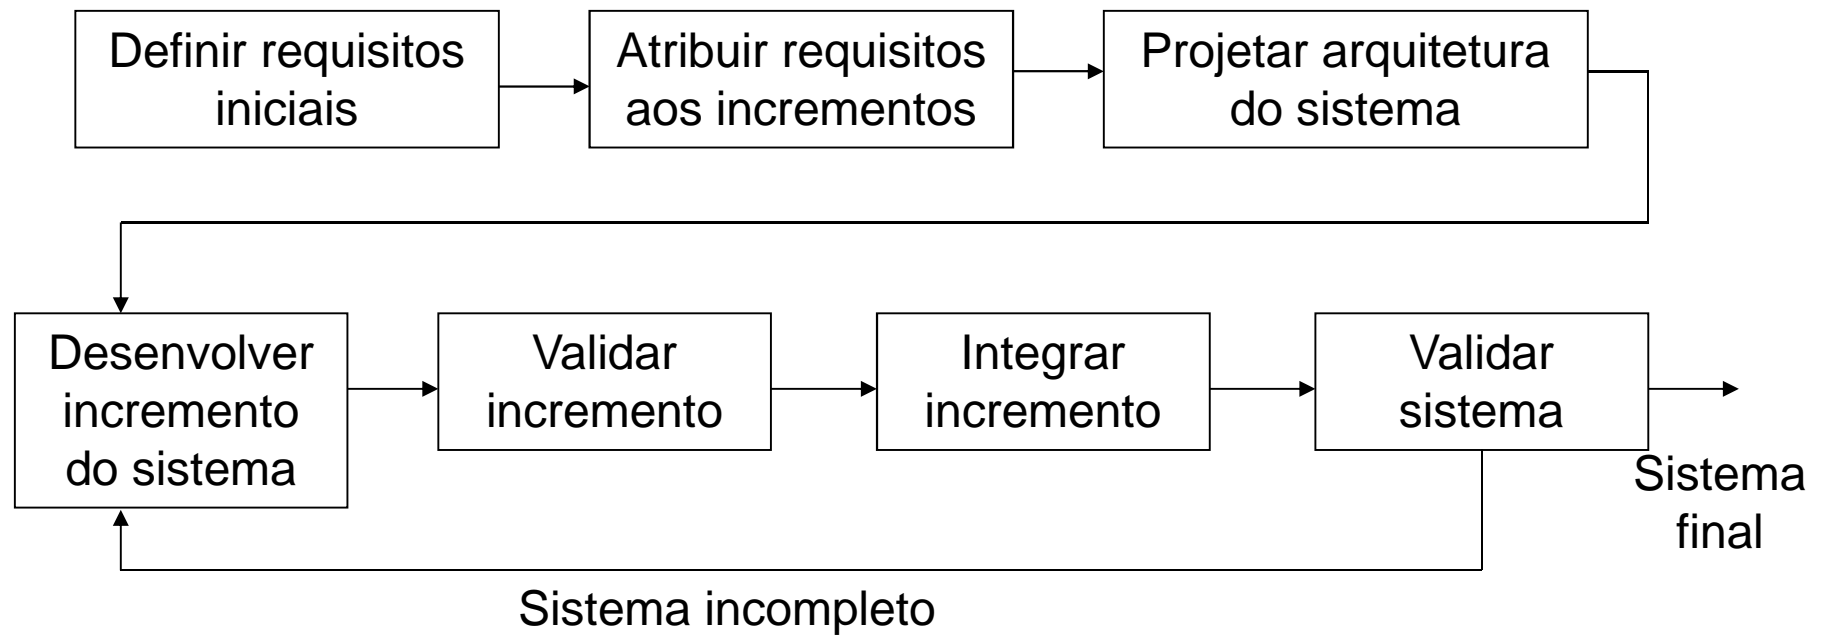 Definir requisitos
iniciais
Atribuir requisitos
aos incrementos
Projetar arquitetura
do sistema
Desenvolver
incremento
do sistema
Validar
incremento
Integrar
incremento
Validar
sistema
Sistema
final
Sistema incompleto